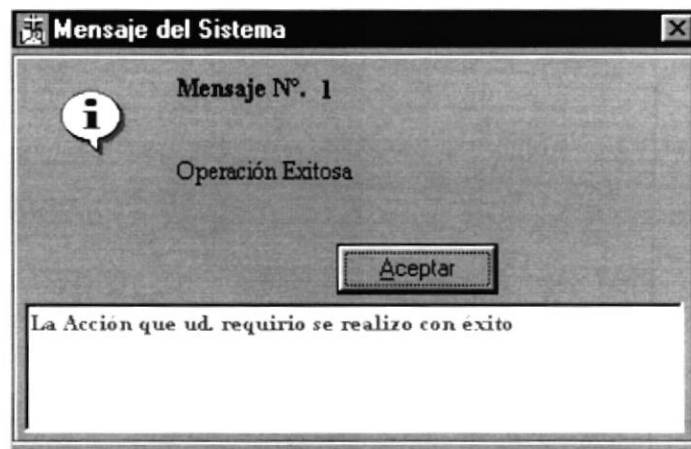 Mensaje del Sistema
Mensaje Nº. 1
Operación Exitosa
Aceptar
La Acción que ud. requirio se realizo con éxito